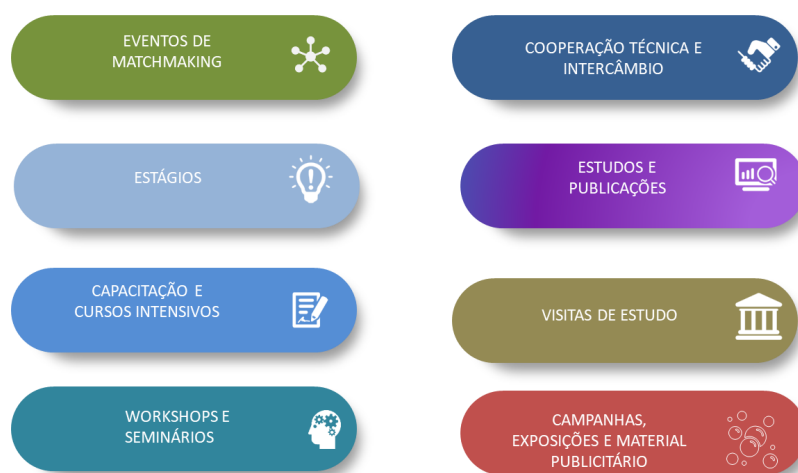 EVENTOS DE
MATCHMAKING
COOPERAÇÃO TÉCNICA E
INTERCÂMBIO
ESTÁGIOS
ESTUDOS E
PUBLICAÇÕES
CAPACITAÇÃO E
CURSOS INTENSIVOS
VISITAS DE ESTUDO
WORKSHOPS E
SEMINÁRIOS
CAMPANHAS,
EXPOSIÇÕES E MATERIAL
PUBLICITÁRIO